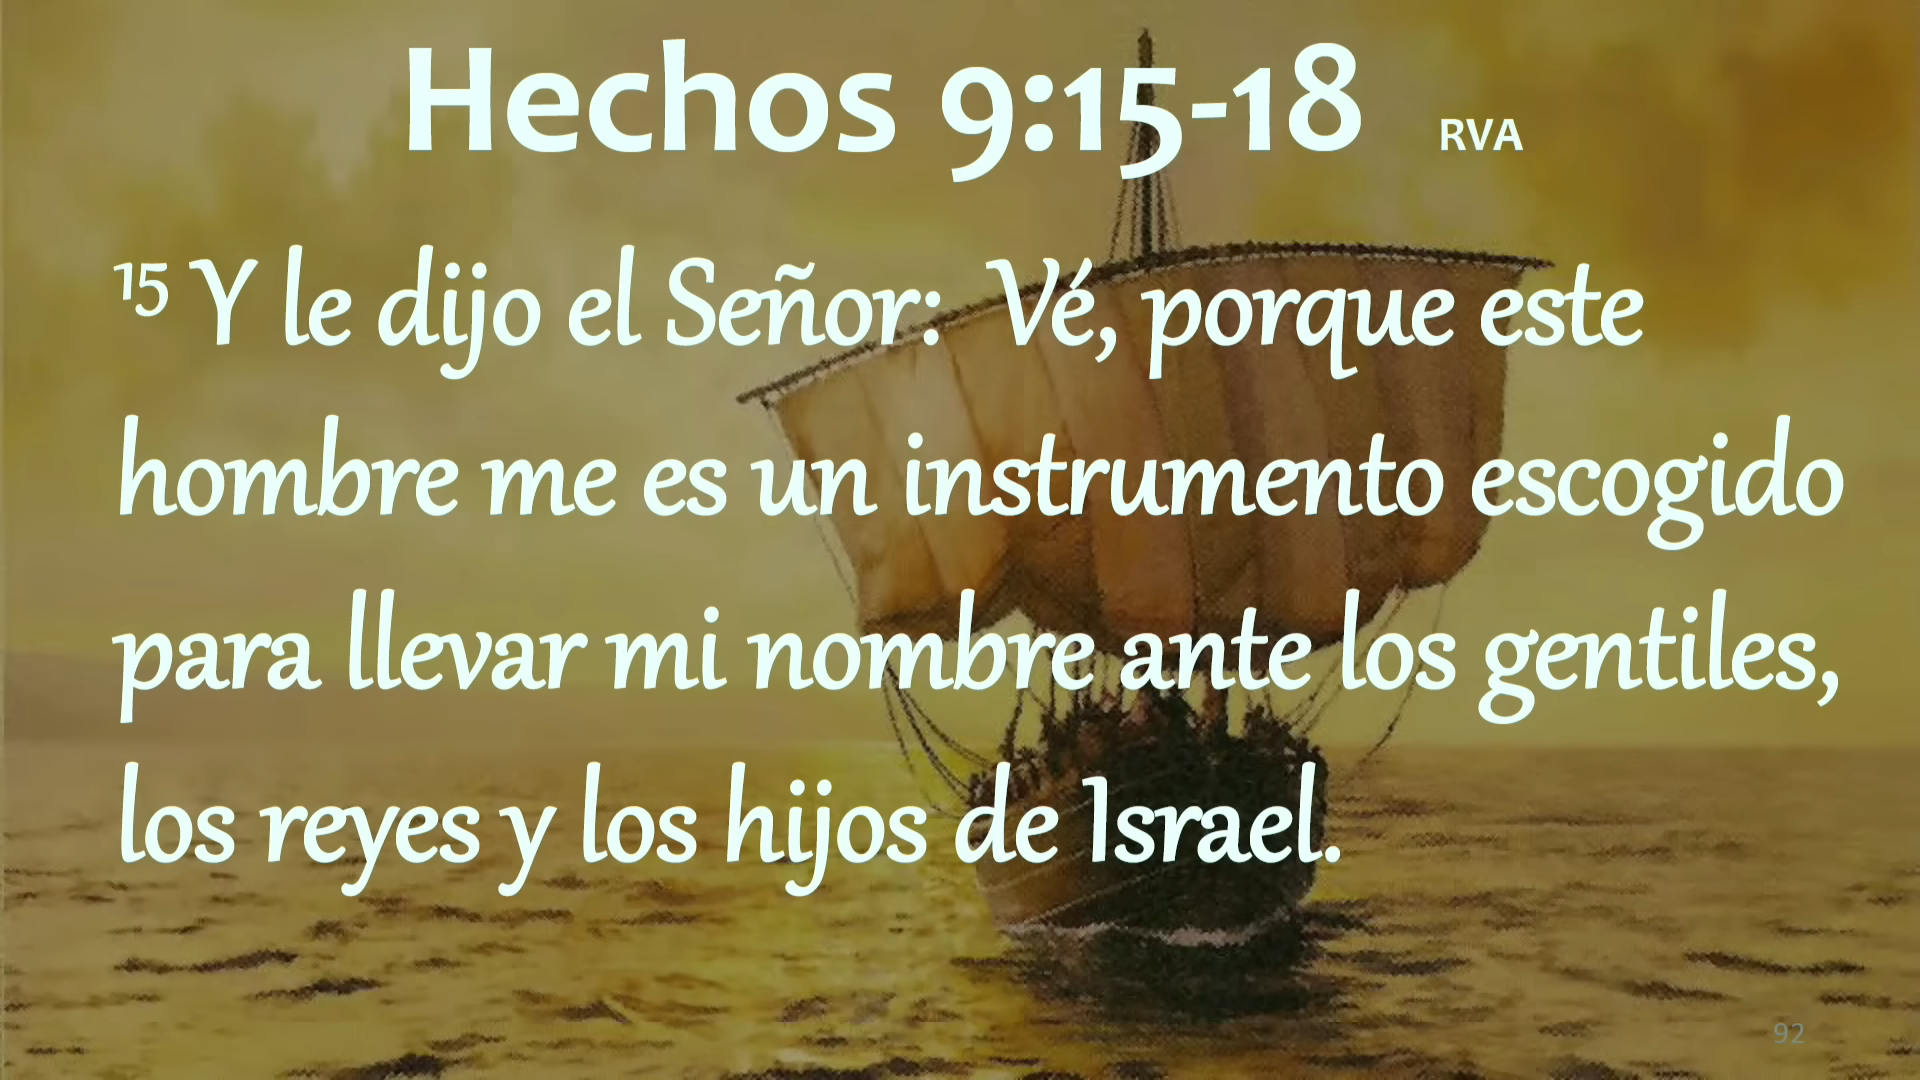 Hechos 9:15-18 RVA
15 Y le dijo el Señor: Vé, porque este
hombre me es un instrumento escogido
para llevar mi nombre ante los gentiles,
los reyes y los hijos de Israel.
92